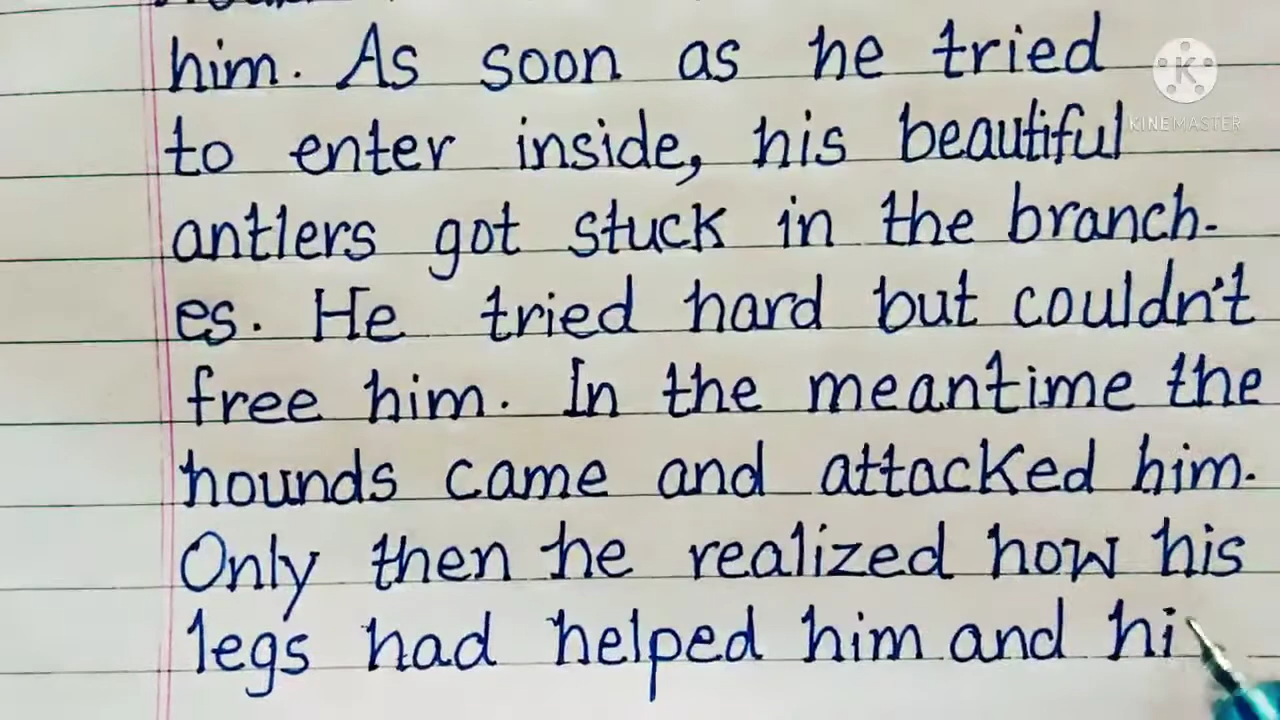 him. As soon as he tried
to enter inside, his beautiful
antlers got stuck in the branch-
es. He tried hard but couldn't
free him. In the meantime the
hounds came and attacked him.
Only then he realized how his
legs had helped him and hi
K
KINEMASTER